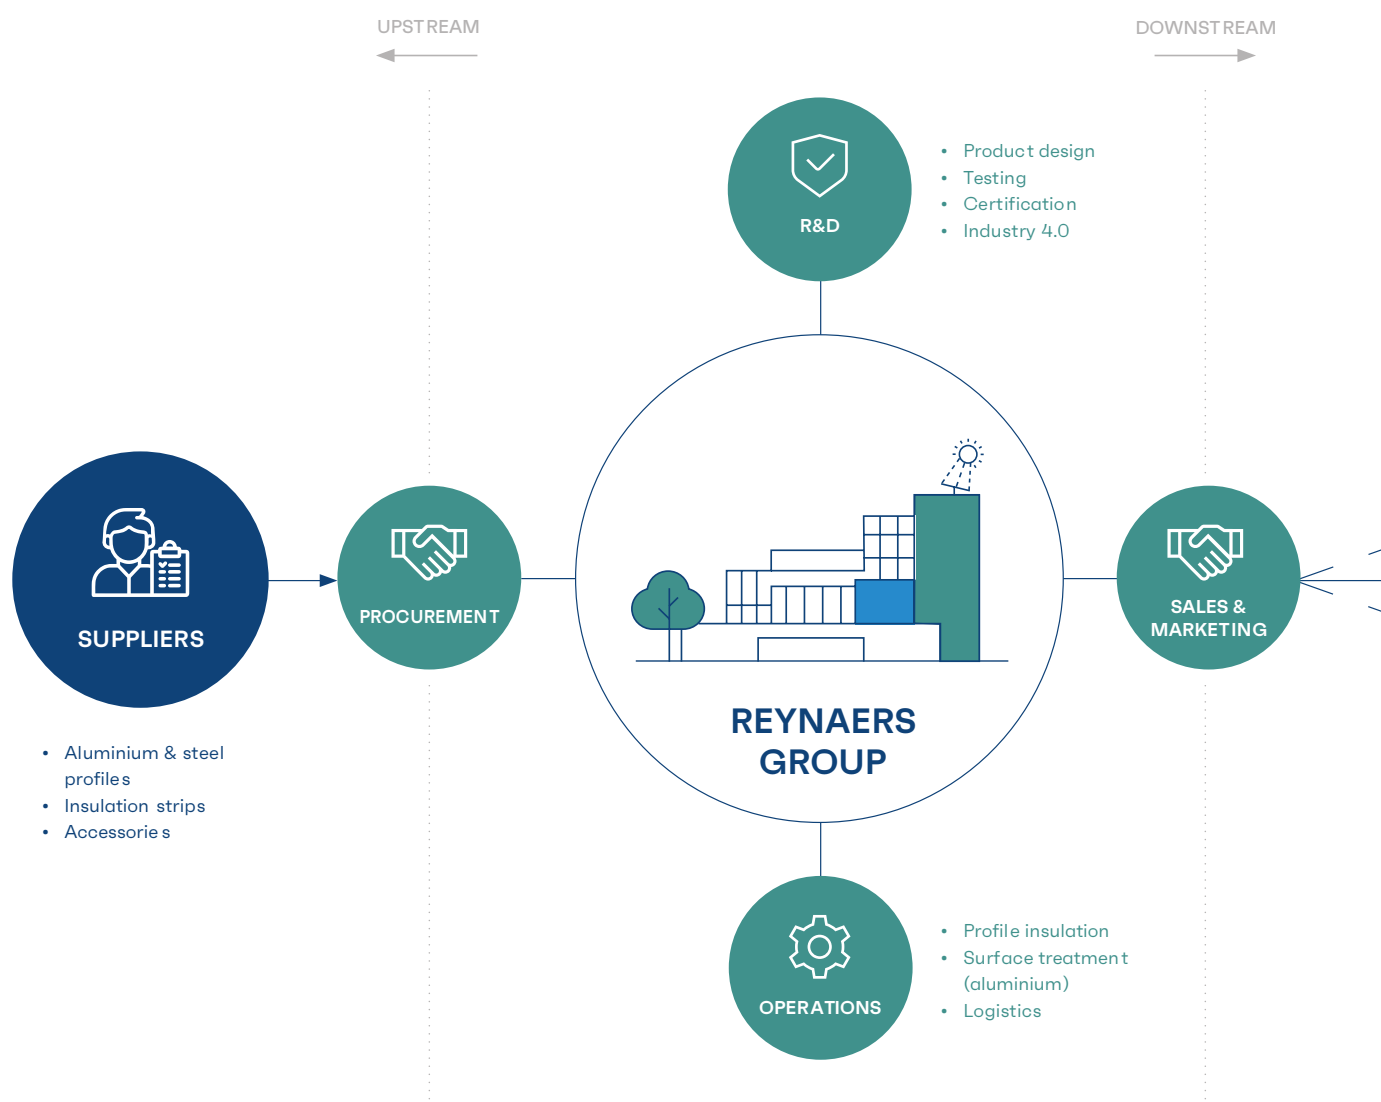 UPSTREAM
DOWNSTREAM
R&D
• Product design
• Testing
• Certification
• Industry 4.0
SUPPLIERS
• Aluminium & steel
profiles
• Insulation strips
• Accessories
PROCUREMENT
REYNAERS
GROUP
SALES &
MARKETING
OPERATIONS
• Profile insulation
• Surface treatment
(aluminium)
• Logistics